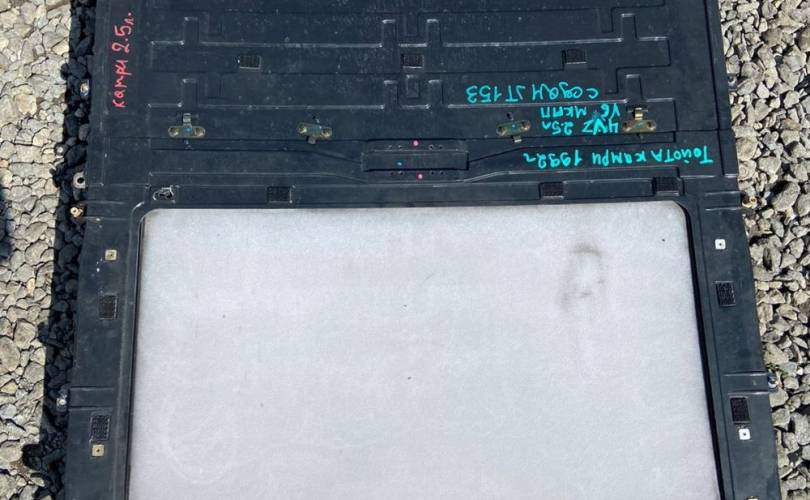 камри 2.5л.
Тойота камри 1992г
4VZ 2.5л
V6 МКПП
седан JT153